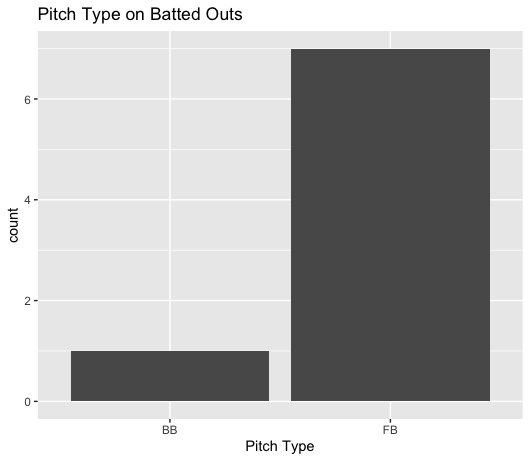 Pitch Type on Batted Outs
6
4
2
0
count
BB FB
Pitch Type